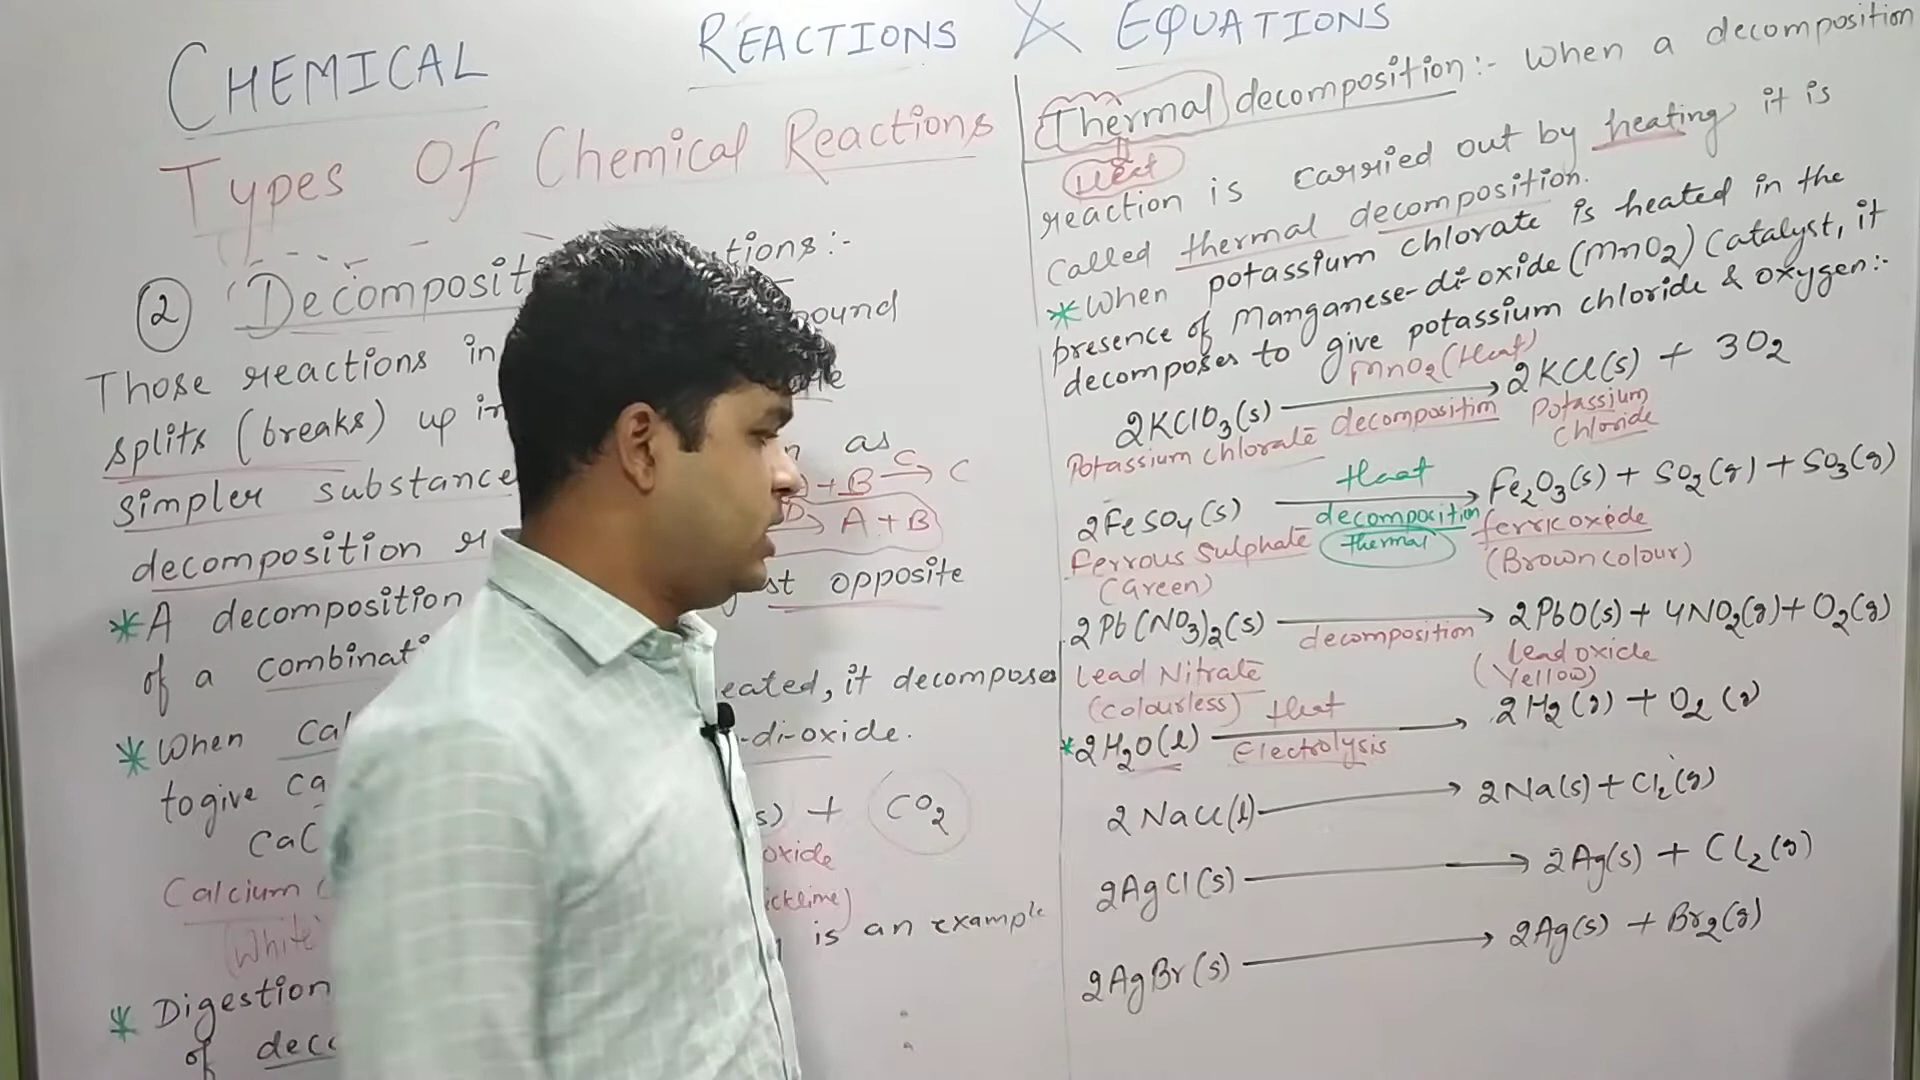 CHEMICAL REACTIONS & EQUATIONS
Types Of Chemical Reactions
② Decomposit tions:-
Those reactions in pound
splits (breaks) up in
simpler substance as
+ B C→ C
→ A + B
decomposition
* A decomposition opposite
of a combinat
* When eated, it decomposes
to give -di-oxide.
s) + CO2
Calcium oxide
(White icklime)
is an example
* Digestion
of
Thermal decomposition:- When a decomposition
Heat
reaction is carried out by heating it is
called thermal decomposition.
* When potassium chlorate is heated in the
presence of Manganese-di-oxide (MnO2) Catalyst, it
decomposes to give potassium chloride & oxygen:-
MnO2 (Heat)
2KClO3(s) → 2KCl(s) + 3O2
Potassium chlorate decomposition Potassium
Chloride
Heat
2FeSO4(s) → Fe2O3(s) + SO2(g) + SO3(g)
Ferrous Sulphate decomposition ferric oxide
(Green) thermal (Brown colour)
2Pb(NO3)2(s) → 2PbO(s) + 4NO2(g) + O2(g)
Lead Nitrate decomposition Lead oxide
(colourless) (Yellow)
Heat
* 2H2O(l) → 2H2(g) + O2(g)
Electrolysis
2NaCl(l) → 2Na(s) + Cl2(g)
2AgCl(s) → 2Ag(s) + Cl2(g)
2AgBr(s) → 2Ag(s) + Br2(g)